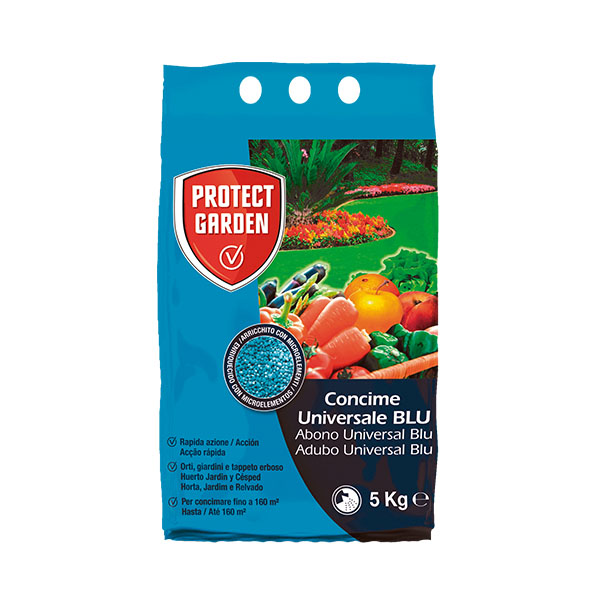 PROTECT
GARDEN
ARRICCHITO CON MICROELEMENTI /
ENRIQUECIDO CON MICROELEMENTOS /
Concime
Universale BLU
Abono Universal Blu
Adubo Universal Blu
Rapida azione / Acción
Acção rápida
Orti, giardini e tappeto erboso
Huerto Jardín y Césped
Horta, Jardim e Relvado
Per concimare fino a 160 m²
Hasta / Até 160 m²
5 Kg ℮